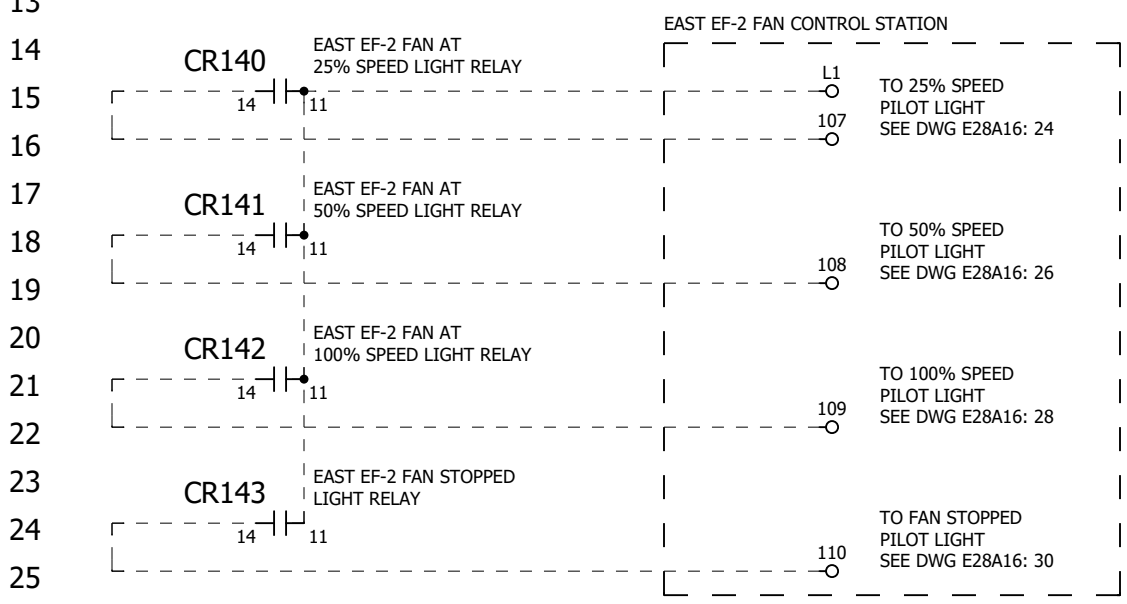 13
EAST EF-2 FAN CONTROL STATION
14
CR140
EAST EF-2 FAN AT
25% SPEED LIGHT RELAY
15
14
11
L1
TO 25% SPEED
PILOT LIGHT
SEE DWG E28A16: 24
16
107
17
CR141
EAST EF-2 FAN AT
50% SPEED LIGHT RELAY
18
14
11
TO 50% SPEED
PILOT LIGHT
SEE DWG E28A16: 26
19
108
20
CR142
EAST EF-2 FAN AT
100% SPEED LIGHT RELAY
21
14
11
TO 100% SPEED
PILOT LIGHT
SEE DWG E28A16: 28
22
109
23
CR143
EAST EF-2 FAN STOPPED
LIGHT RELAY
24
14
11
TO FAN STOPPED
PILOT LIGHT
SEE DWG E28A16: 30
25
110